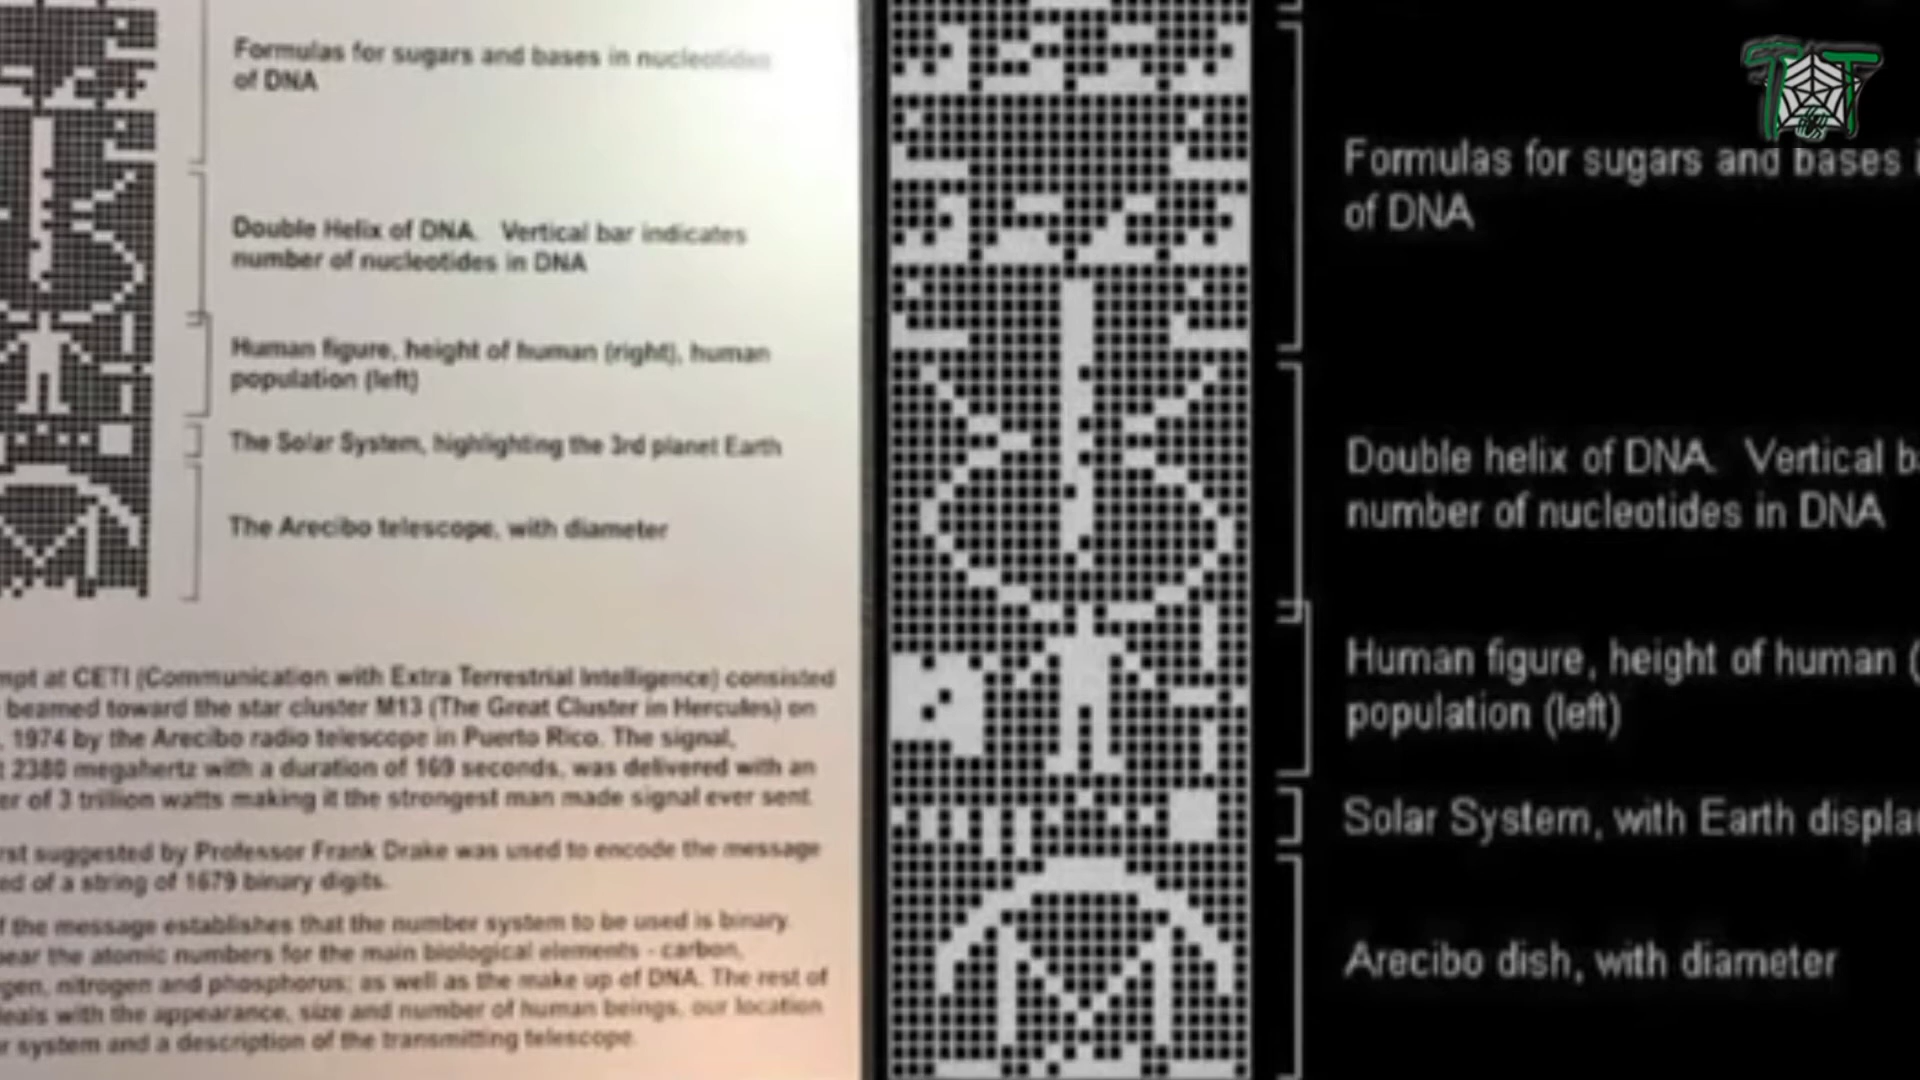 Formulas for sugars and bases in nucleotides
of DNA
Double Helix of DNA. Vertical bar indicates
number of nucleotides in DNA
Human figure, height of human (right), human
population (left)
The Solar System, highlighting the 3rd planet Earth
The Arecibo telescope, with diameter
mpt at CETI (Communication with Extra Terrestrial Intelligence) consisted
beamed toward the star cluster M13 (The Great Cluster in Hercules) on
, 1974 by the Arecibo radio telescope in Puerto Rico. The signal,
t 2380 megahertz with a duration of 169 seconds, was delivered with an
er of 3 trillion watts making it the strongest man made signal ever sent.
rst suggested by Professor Frank Drake was used to encode the message
ed of a string of 1679 binary digits.
f the message establishes that the number system to be used is binary.
pear the atomic numbers for the main biological elements - carbon,
gen, nitrogen and phosphorus; as well as the make up of DNA. The rest of
deals with the appearance, size and number of human beings, our location
r system and a description of the transmitting telescope.
TT
Formulas for sugars and bases i
of DNA
Double helix of DNA. Vertical b
number of nucleotides in DNA
Human figure, height of human (
population (left)
Solar System, with Earth displa
Arecibo dish, with diameter